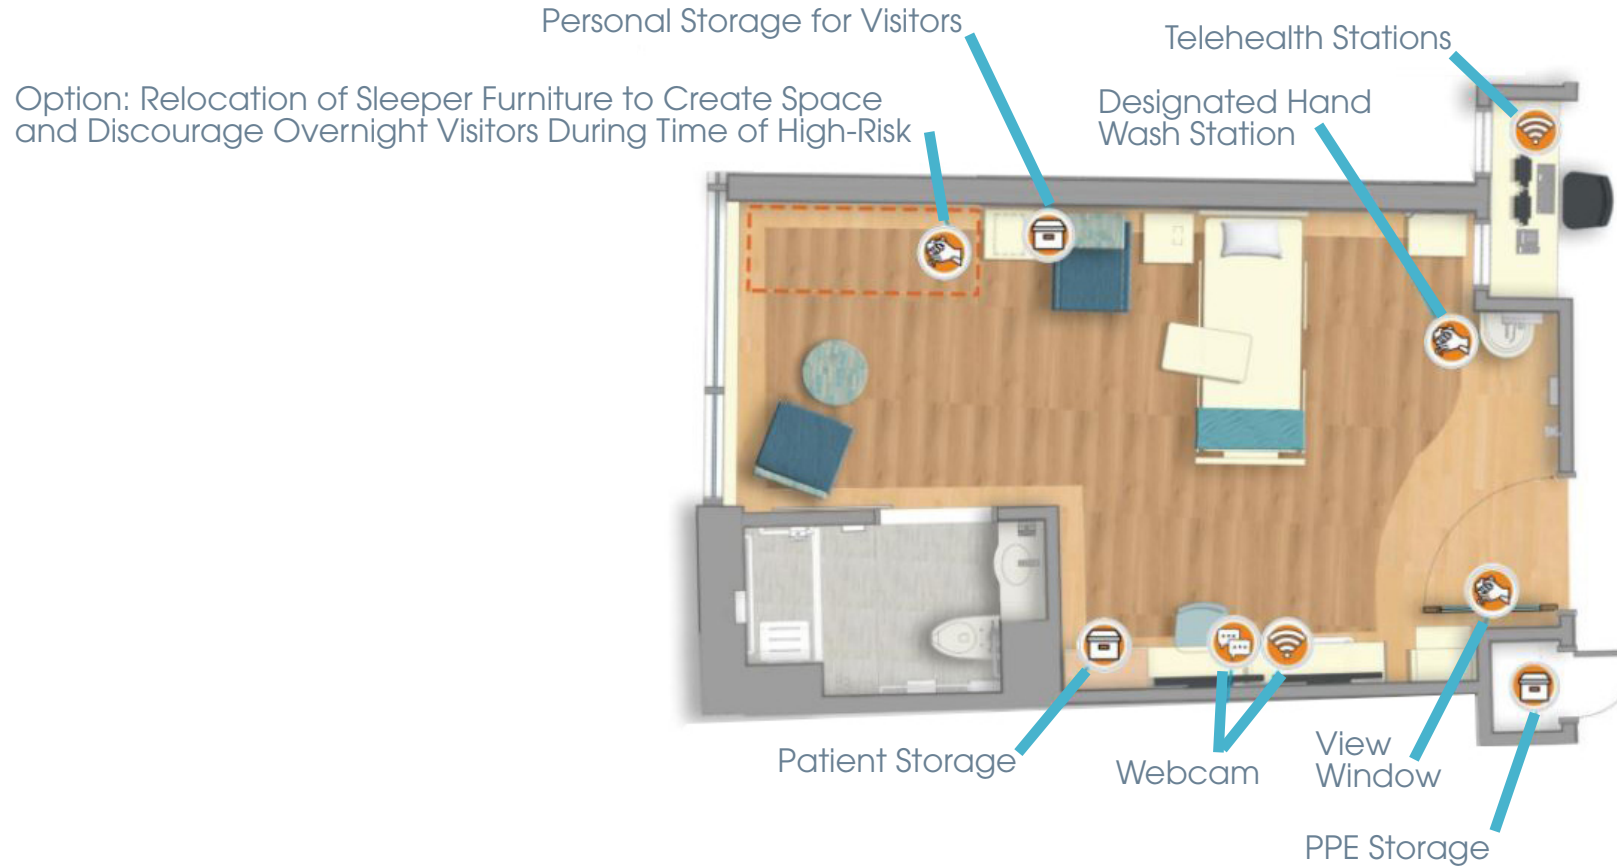 Personal Storage for Visitors
Telehealth Stations
Option: Relocation of Sleeper Furniture to Create Space
and Discourage Overnight Visitors During Time of High-Risk
Designated Hand
Wash Station
Patient Storage
Webcam
View
Window
PPE Storage